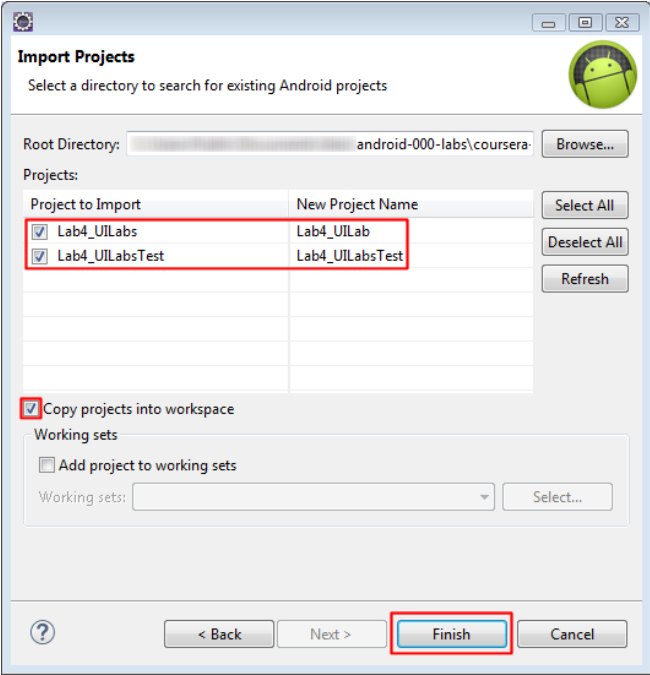 Import Projects
Select a directory to search for existing Android projects
Root Directory: android-000-labs\coursera- Browse...
Projects:
Project to Import New Project Name Select All
Lab4_UILabs Lab4_UILab
Deselect All
Lab4_UILabsTest Lab4_UILabsTest
Refresh
Copy projects into workspace
Working sets
Add project to working sets
Working sets: Select...
? < Back Next > Finish Cancel